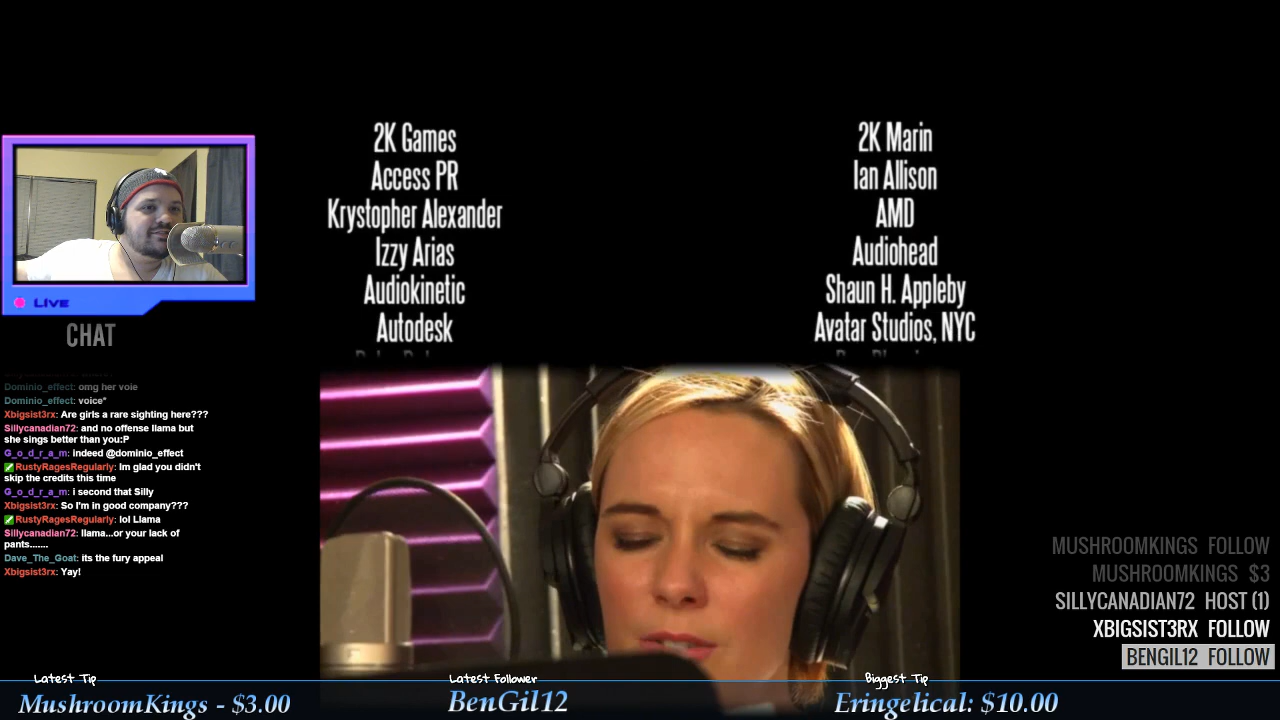 2K Games
Access PR
Krystopher Alexander
Izzy Arias
Audiokinetic
Autodesk
2K Marin
Ian Allison
AMD
Audiohead
Shaun H. Appleby
Avatar Studios, NYC
LIVE
CHAT
Dominio_effect: omg her voie
Dominio_effect: voice*
Xbigsist3rx: Are girls a rare sighting here???
Sillycanadian72: and no offense llama but
she sings better than you:P
G_o_d_r_a_m: indeed @dominio_effect
RustyRagesRegularly: Im glad you didn't
skip the credits this time
G_o_d_r_a_m: i second that Silly
Xbigsist3rx: So I'm in good company???
RustyRagesRegularly: lol Llama
Sillycanadian72: llama...or your lack of
pants.......
Dave_The_Goat: its the fury appeal
Xbigsist3rx: Yay!
MUSHROOMKINGS FOLLOW
MUSHROOMKINGS $3
SILLYCANADIAN72 HOST (1)
XBIGSIST3RX FOLLOW
BENGIL12 FOLLOW
Latest Tip
MushroomKings - $3.00
Latest Follower
BenGil12
Biggest Tip
Eringelical: $10.00